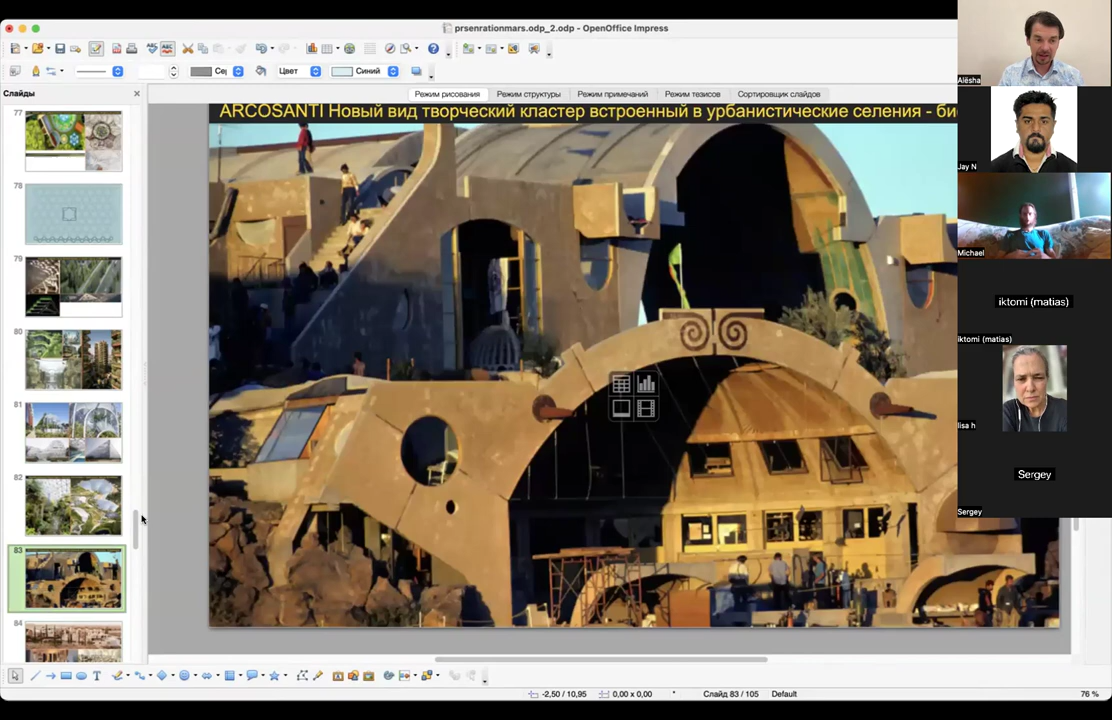 prsenrationmars.odp_2.odp - OpenOffice Impress
Цвет
Синий
Слайды
Режим рисования
Режим структуры
Режим примечаний
Режим тезисов
Сортировщик слайдов
ARCOSANTI Новый вид творческий кластер встроенный в урбанистические селения -
77
78
79
80
81
82
83
84
Alësha
Jay N
Michael
iktomi (matias)
iktomi (matias)
lisa h
Sergey
Sergey
-2,50 / 10,95
0,00 x 0,00
*
Слайд 83 / 105
Default
76 %